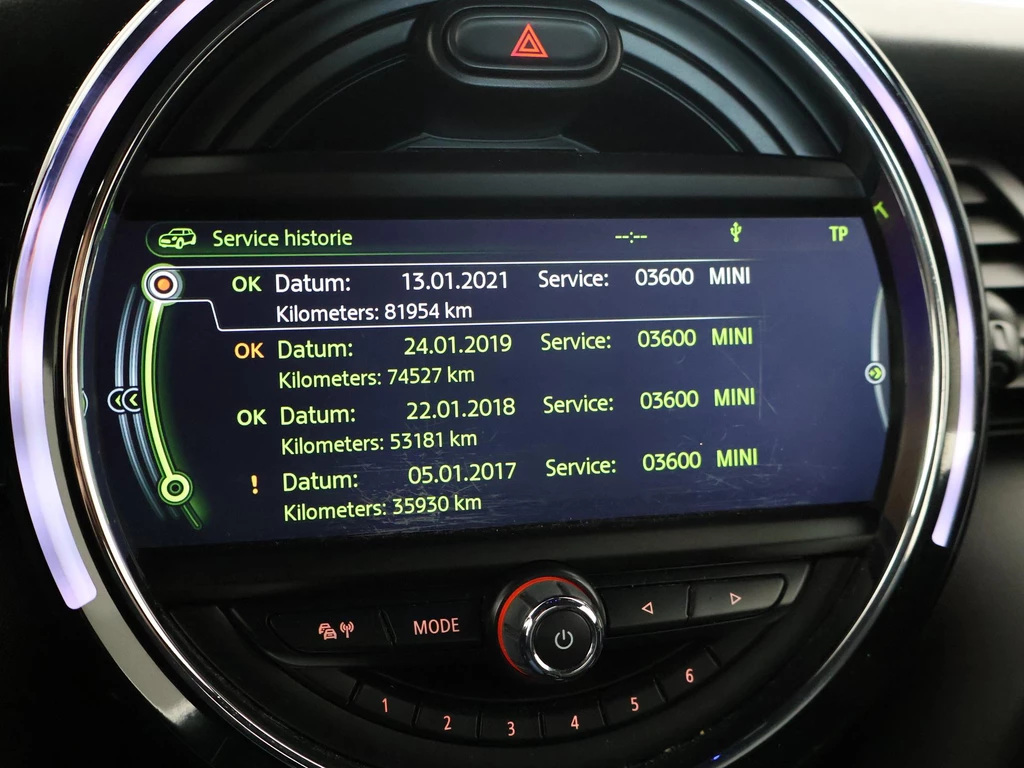 Service histories --:-- TP
OK Datum: 13.01.2021 Service: 03600 MINI
Kilometers: 81954 km
OK Datum: 24.01.2019 Service: 03600 MINI
Kilometers: 74527 km
OK Datum: 22.01.2018 Service: 03600 MINI
Kilometers: 53181 km
! Datum: 05.01.2017 Service: 03600 MINI
Kilometers: 35930 km
MODE
1 2 3 4 5 6